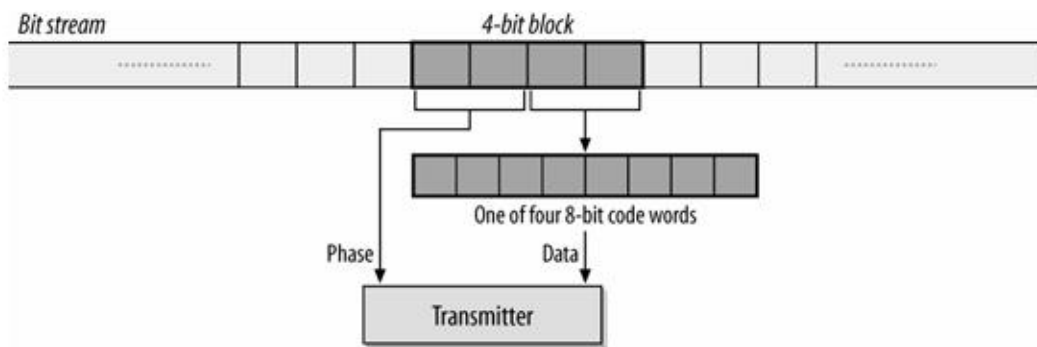 Bit stream
4-bit block
One of four 8-bit code words
Phase
Data
Transmitter